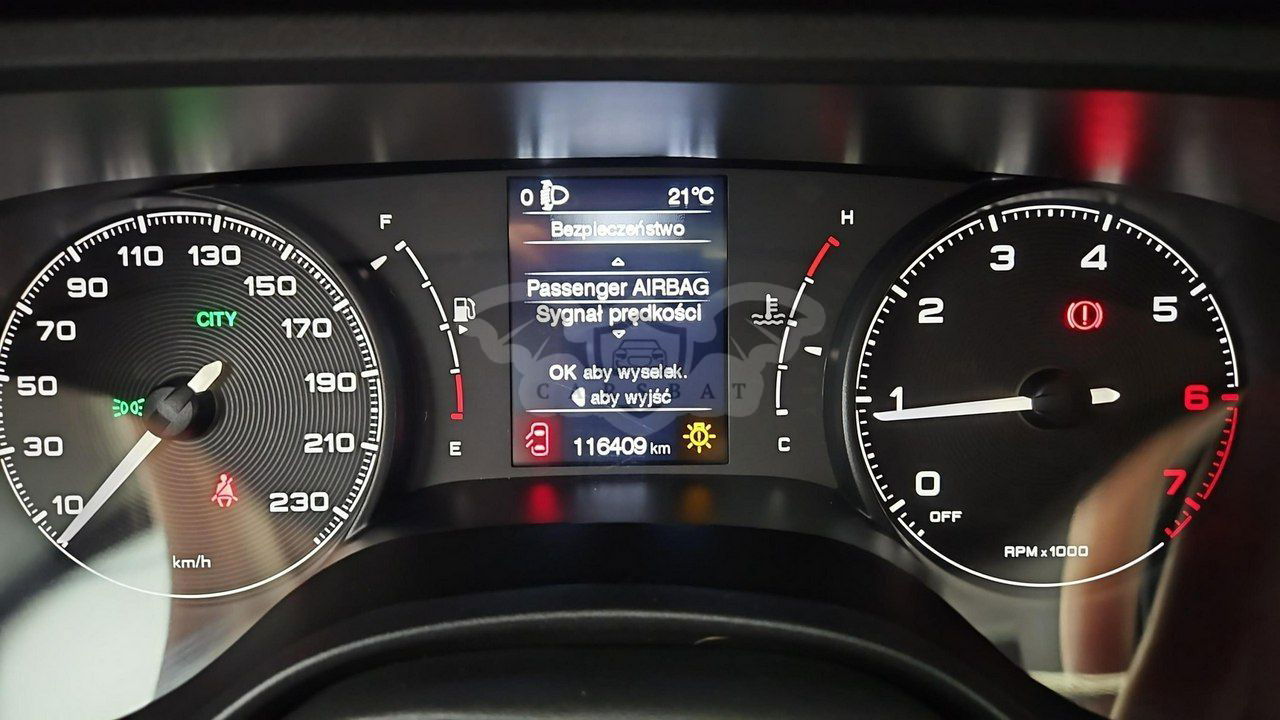 10
30
50
70
90
110
130
150
170
190
210
230
CITY
km/h
F
E
0
21°C
Bezpieczeństwo
Passenger AIRBAG
Sygnał prędkości
OK aby wyselek.
aby wyjść
CARSBAT
116409 km
H
C
0
1
2
3
4
5
6
7
OFF
RPM x 1000